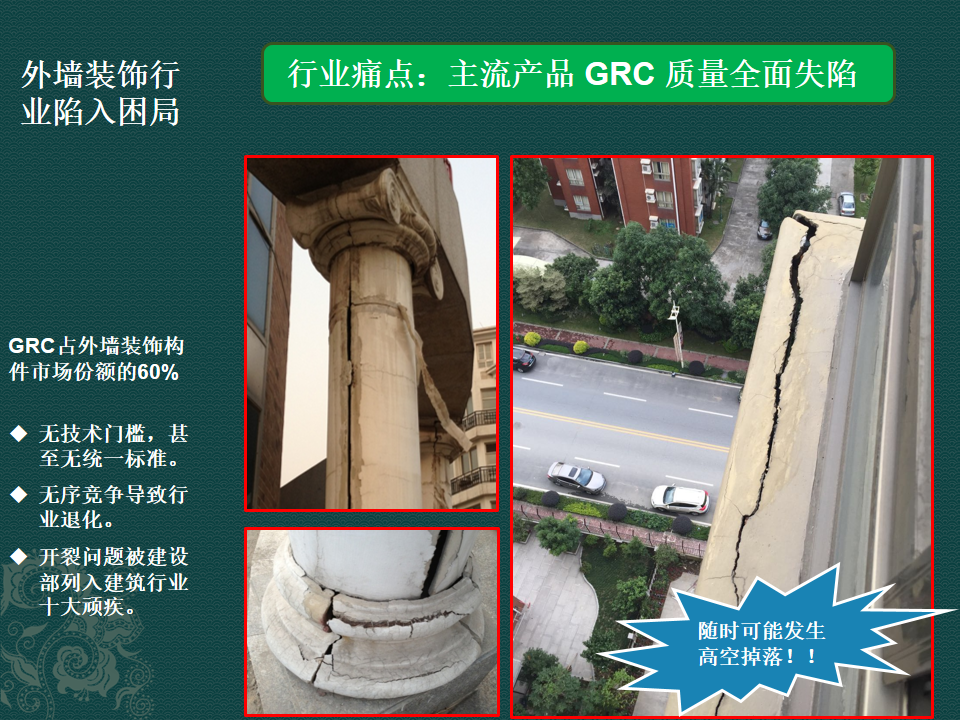 外墙装饰行
业陷入困局
行业痛点：主流产品 GRC 质量全面失陷
GRC占外墙装饰构
件市场份额的60%
◆ 无技术门槛，甚
至无统一标准。
◆ 无序竞争导致行
业退化。
◆ 开裂问题被建设
部列入建筑行业
十大顽疾。
随时可能发生
高空掉落！！